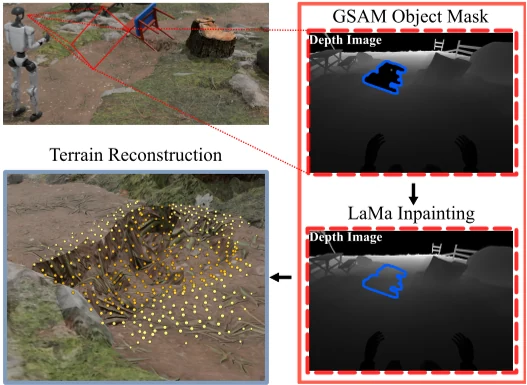 GSAM Object Mask
Depth Image
LaMa Inpainting
Depth Image
Terrain Reconstruction